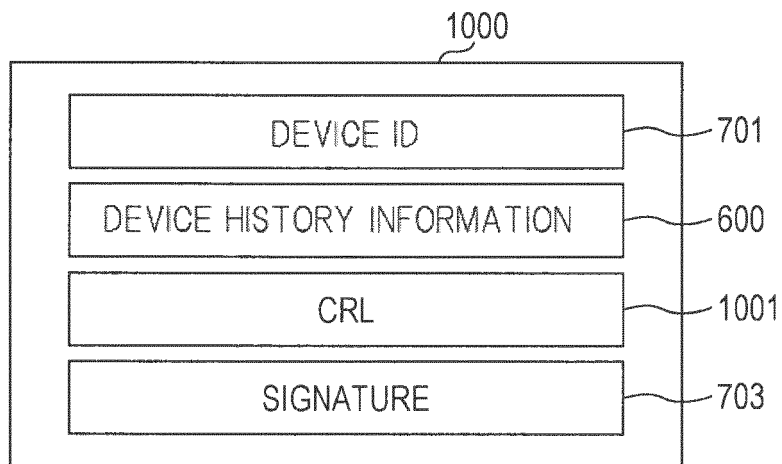 1000
DEVICE ID 701
DEVICE HISTORY INFORMATION 600
CRL 1001
SIGNATURE 703